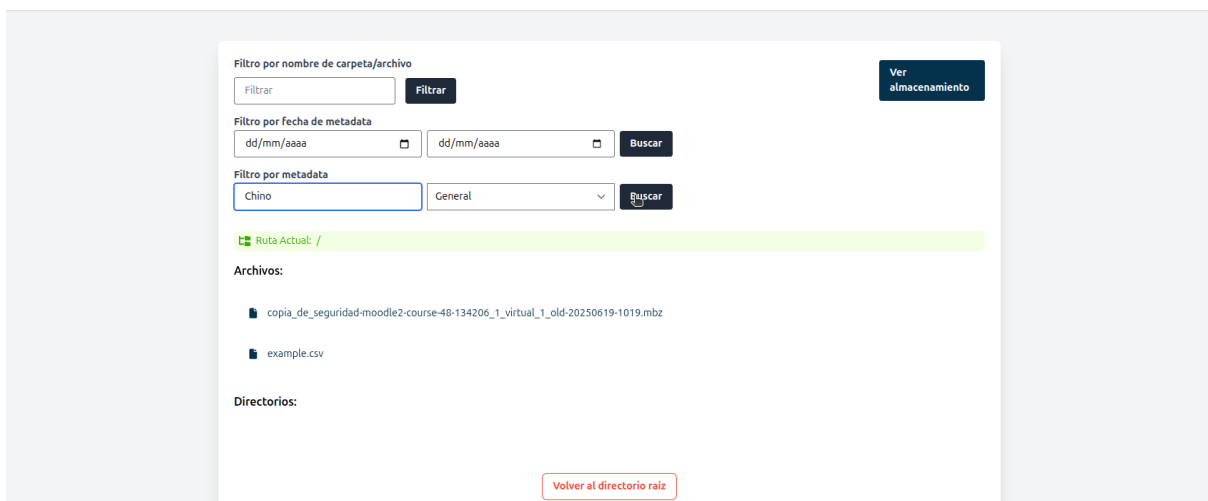 Filtro por nombre de carpeta/archivo
Ver
almacenamiento
Filtrar
Filtrar
Filtro por fecha de metadata
dd/mm/aaaa
dd/mm/aaaa
Buscar
Filtro por metadata
Chino
General
Buscar
Ruta Actual: /
Archivos:
copia_de_seguridad-moodle2-course-48-134206_1_virtual_1_old-20250619-1019.mbz
example.csv
Directorios:
Volver al directorio raíz